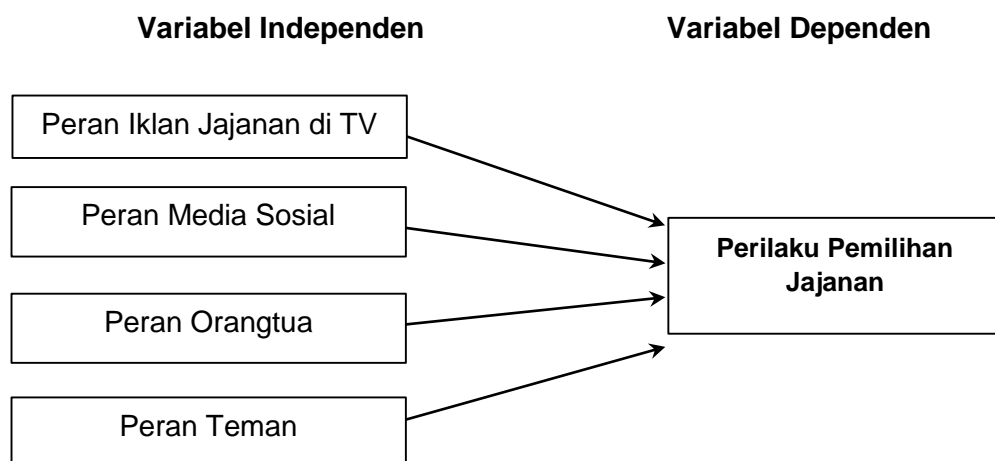 Variabel Independen
Variabel Dependen
Peran Iklan Jajanan di TV
Peran Media Sosial
Perilaku Pemilihan
Jajanan
Peran Orangtua
Peran Teman